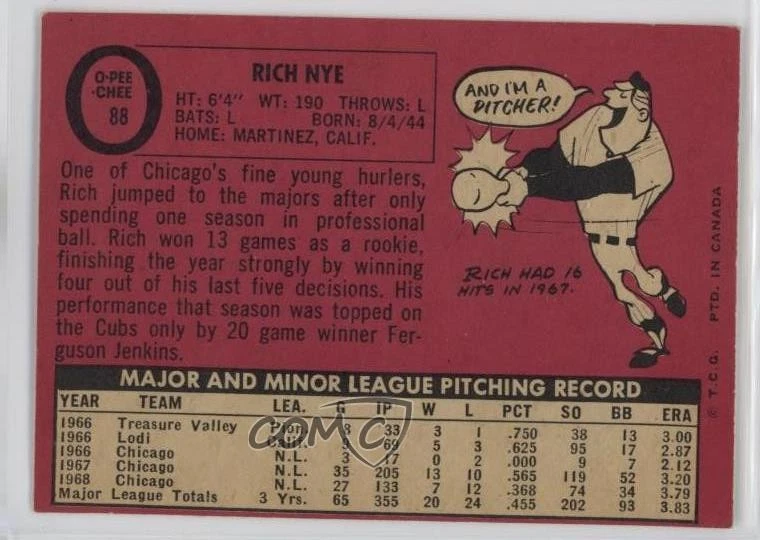 O-PEE
-CHEE
88
RICH NYE
HT: 6'4" WT: 190 THROWS: L
BATS: L BORN: 8/4/44
HOME: MARTINEZ, CALIF.
One of Chicago's fine young hurlers,
Rich jumped to the majors after only
spending one season in professional
ball. Rich won 13 games as a rookie,
finishing the year strongly by winning
four out of his last five decisions. His
performance that season was topped on
the Cubs only by 20 game winner Fer-
guson Jenkins.
AND I'M A
PITCHER!
RICH HAD 16
HITS IN 1967.
© T.C.G. PTD. IN CANADA
MAJOR AND MINOR LEAGUE PITCHING RECORD
YEAR TEAM LEA. G IP W L PCT SO BB ERA
1966 Treasure Valley Pion. 8 33 3 1 .750 38 13 3.00
1966 Lodi Calif. 9 69 5 3 .625 95 17 2.87
1966 Chicago N.L. 3 17 0 2 .000 9 7 2.12
1967 Chicago N.L. 35 205 13 10 .565 119 52 3.20
1968 Chicago N.L. 27 133 7 12 .368 74 34 3.79
Major League Totals 3 Yrs. 65 355 20 24 .455 202 93 3.83
COMC